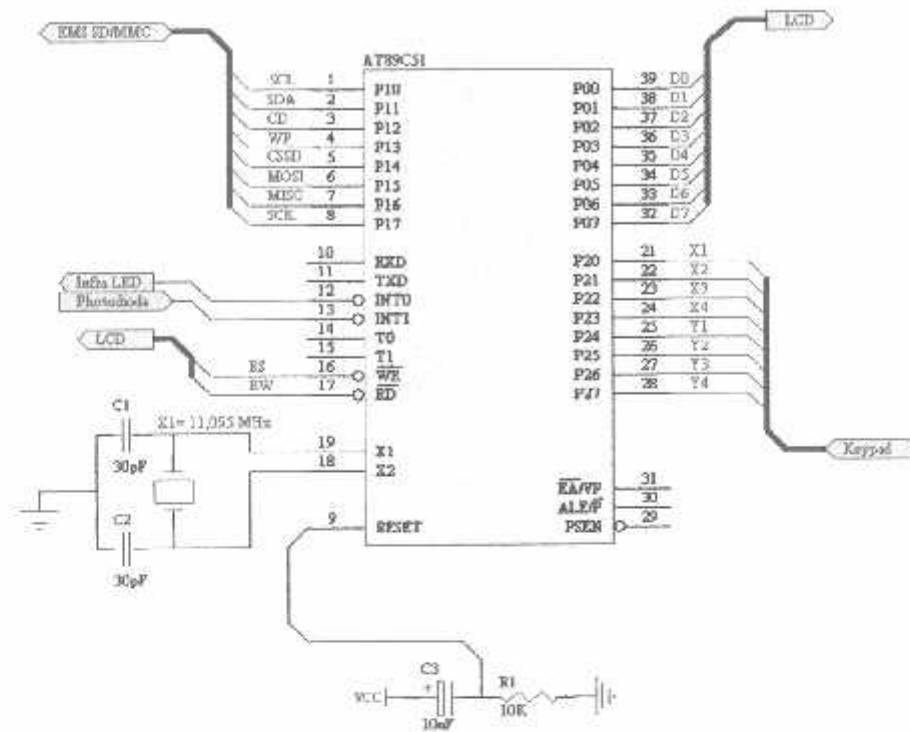 EMS SD/MMC
LCD
AT89C51
SCL 1 P10
SDA 2 P11
CD 3 P12
WP 4 P13
CSSD 5 P14
MOSI 6 P15
MISC 7 P16
SCK 8 P17
P00 39 D0
P01 38 D1
P02 37 D2
P03 36 D3
P04 35 D4
P05 34 D5
P06 33 D6
P07 32 D7
10 RXD
11 TXD
Infra LED 12 INT0
Photodioda 13 INT1
14 T0
15 T1
LCD
RS 16 WR
RW 17 RD
P20 21 X1
P21 22 X2
P22 23 X3
P23 24 X4
P24 25 Y1
P25 26 Y2
P26 27 Y3
P27 28 Y4
Keypad
C1
30pF
X1= 11,055 MHz
19 X1
18 X2
C2
30pF
9 RESET
EA/VP 31
ALE/P 30
PSEN 29
VCC
C3
+
10uF
R1
10K